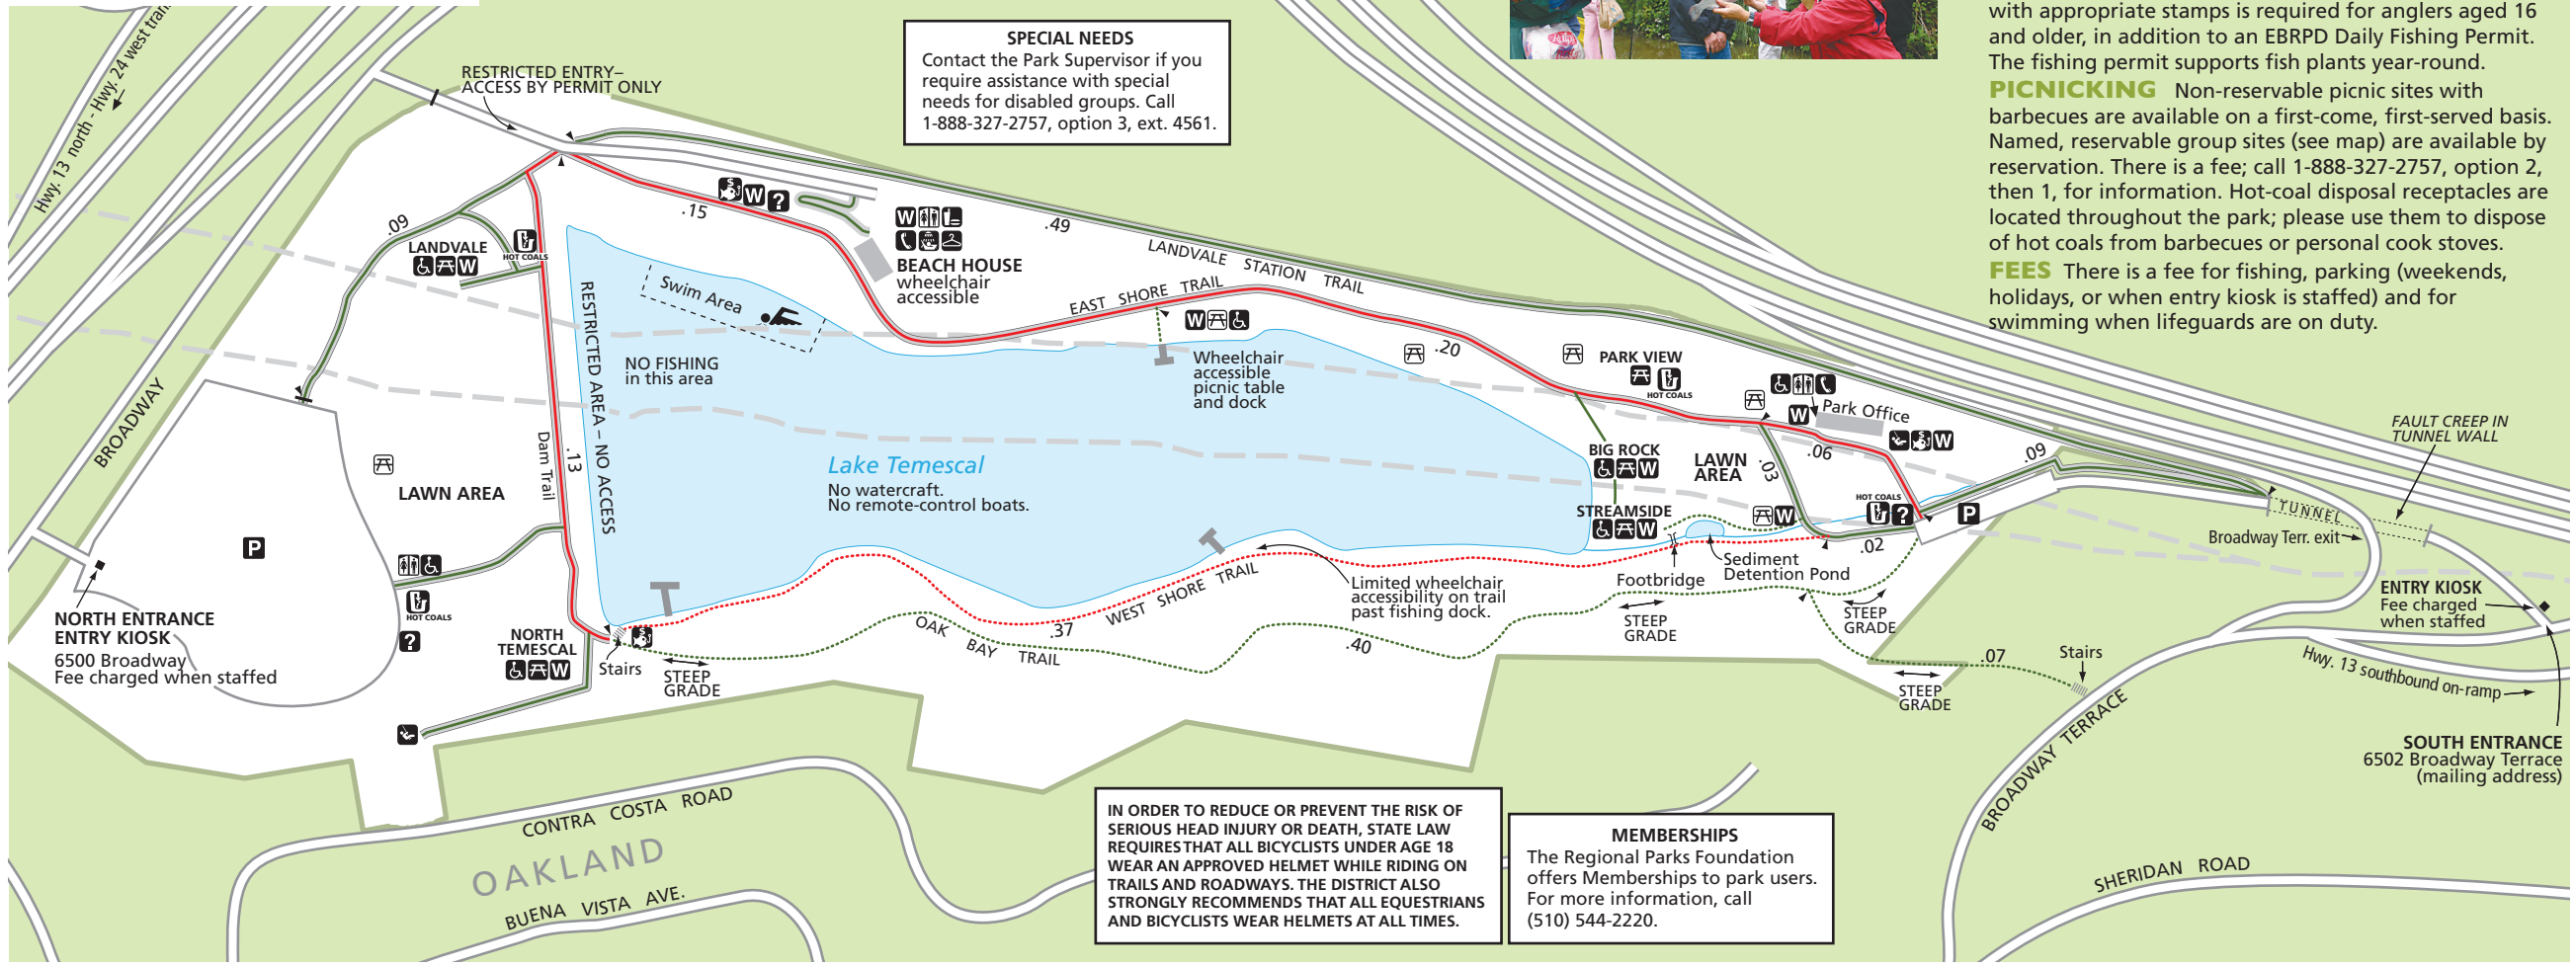 Hwy. 13 north - Hwy. 24 west
RESTRICTED ENTRY–
ACCESS BY PERMIT ONLY
SPECIAL NEEDS
Contact the Park Supervisor if you
require assistance with special
needs for disabled groups. Call
1-888-327-2757, option 3, ext. 4561.
with appropriate stamps is required for anglers aged 16
and older, in addition to an EBRPD Daily Fishing Permit.
The fishing permit supports fish plants year-round.
PICNICKING Non-reservable picnic sites with
barbecues are available on a first-come, first-served basis.
Named, reservable group sites (see map) are available by
reservation. There is a fee; call 1-888-327-2757, option 2,
then 1, for information. Hot-coal disposal receptacles are
located throughout the park; please use them to dispose
of hot coals from barbecues or personal cook stoves.
FEES There is a fee for fishing, parking (weekends,
holidays, or when entry kiosk is staffed) and for
swimming when lifeguards are on duty.
.09
LANDVALE
W
HOT COALS
.15
W ?
W
BEACH HOUSE
wheelchair
accessible
.49
LANDVALE STATION TRAIL
EAST SHORE TRAIL
W
Wheelchair
accessible
picnic table
and dock
.20
Swim Area
NO FISHING
in this area
RESTRICTED AREA – NO ACCESS
Dam Trail
.13
BROADWAY
LAWN AREA
P
Lake Temescal
No watercraft.
No remote-control boats.
PARK VIEW
HOT COALS
W
Park Office
W
.06
.09
BIG ROCK
W
LAWN
AREA
.03
STREAMSIDE
W
W
HOT COALS
?
P
.02
TUNNEL
FAULT CREEP IN
TUNNEL WALL
Broadway Terr. exit
Footbridge
Sediment
Detention Pond
Limited wheelchair
accessibility on trail
past fishing dock.
WEST SHORE TRAIL
.37
OAK BAY TRAIL
.40
STEEP
GRADE
STEEP
GRADE
STEEP
GRADE
STEEP
GRADE
.07
Stairs
Stairs
NORTH ENTRANCE
ENTRY KIOSK
6500 Broadway
Fee charged when staffed
HOT COALS
?
NORTH
TEMESCAL
W
ENTRY KIOSK
Fee charged
when staffed
Hwy. 13 southbound on-ramp
SOUTH ENTRANCE
6502 Broadway Terrace
(mailing address)
BROADWAY TERRACE
SHERIDAN ROAD
CONTRA COSTA ROAD
OAKLAND
BUENA VISTA AVE.
IN ORDER TO REDUCE OR PREVENT THE RISK OF
SERIOUS HEAD INJURY OR DEATH, STATE LAW
REQUIRES THAT ALL BICYCLISTS UNDER AGE 18
WEAR AN APPROVED HELMET WHILE RIDING ON
TRAILS AND ROADWAYS. THE DISTRICT ALSO
STRONGLY RECOMMENDS THAT ALL EQUESTRIANS
AND BICYCLISTS WEAR HELMETS AT ALL TIMES.
MEMBERSHIPS
The Regional Parks Foundation
offers Memberships to park users.
For more information, call
(510) 544-2220.